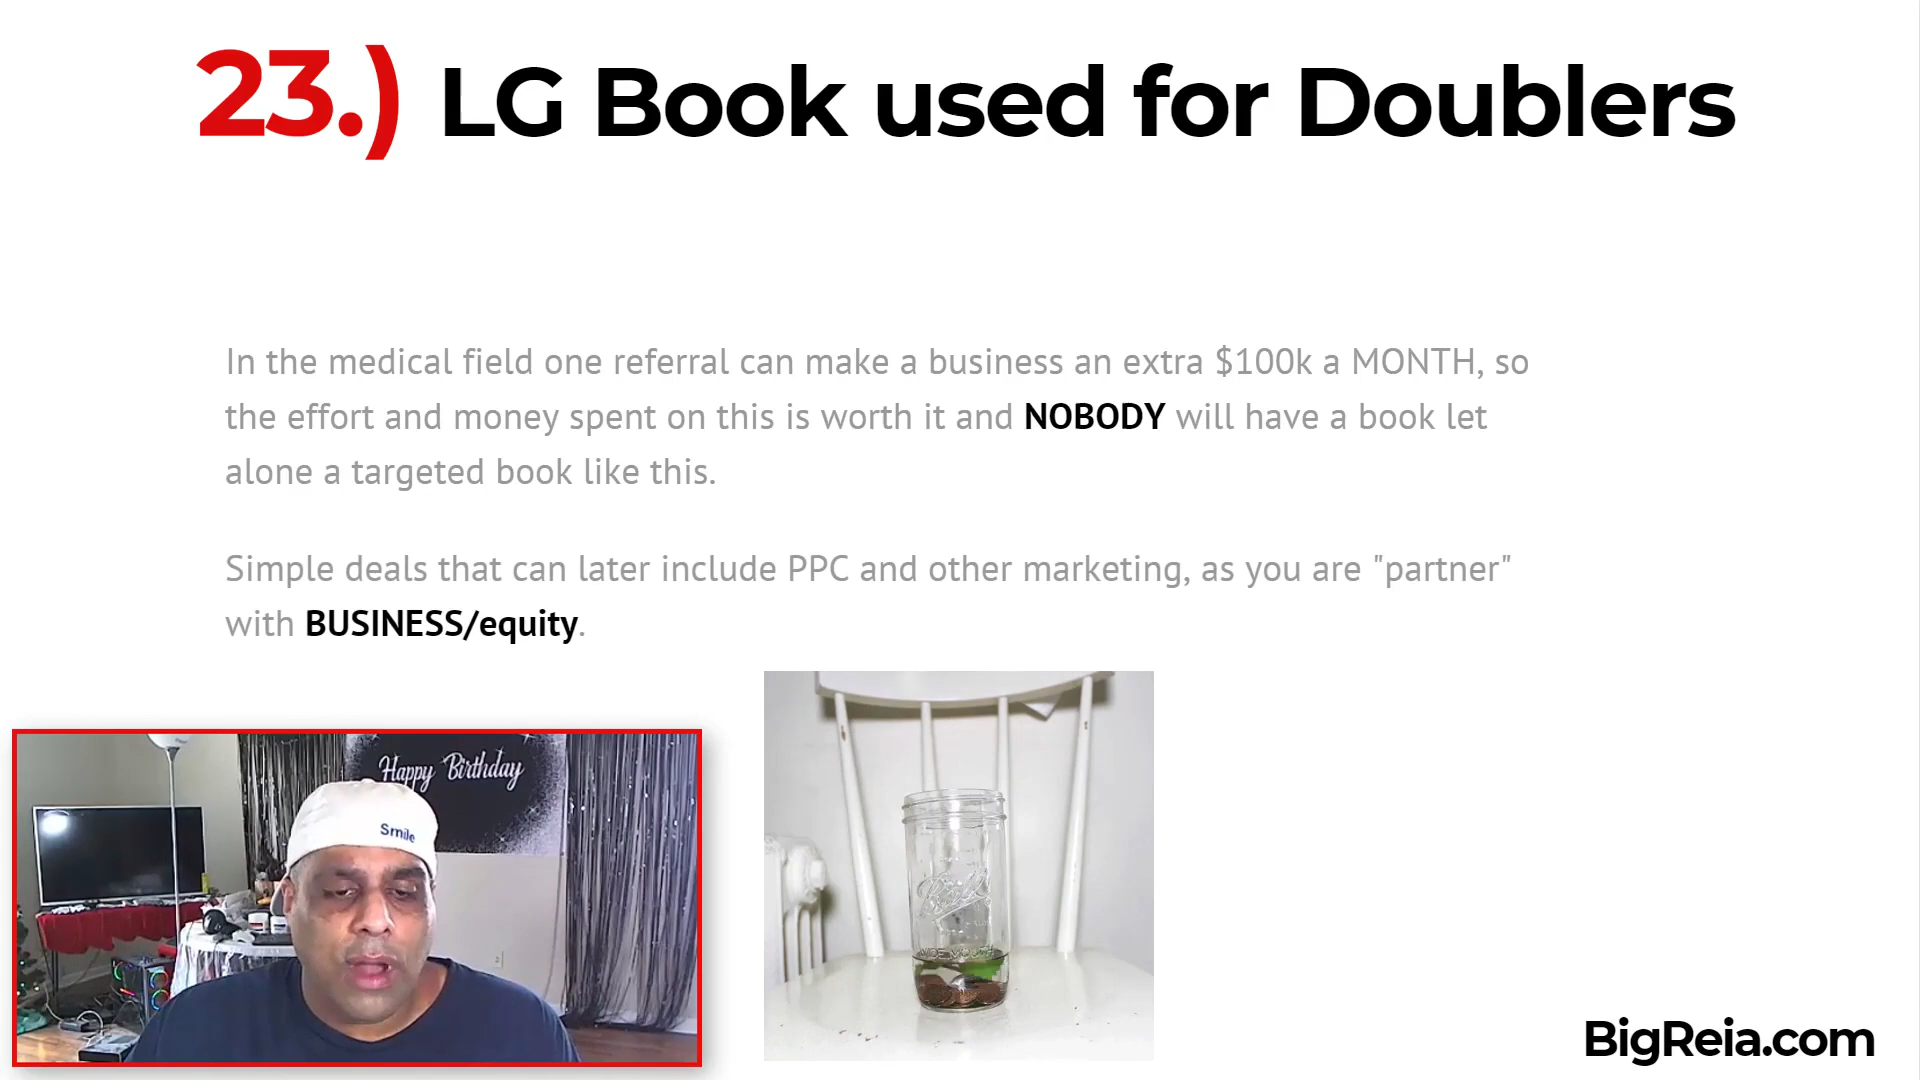 23.) LG Book used for Doublers
In the medical field one referral can make a business an extra $100k a MONTH, so
the effort and money spent on this is worth it and NOBODY will have a book let
alone a targeted book like this.
Simple deals that can later include PPC and other marketing, as you are "partner"
with BUSINESS/equity.
Happy Birthday
Smile
Ball
WIDE MOUTH
BigReia.com